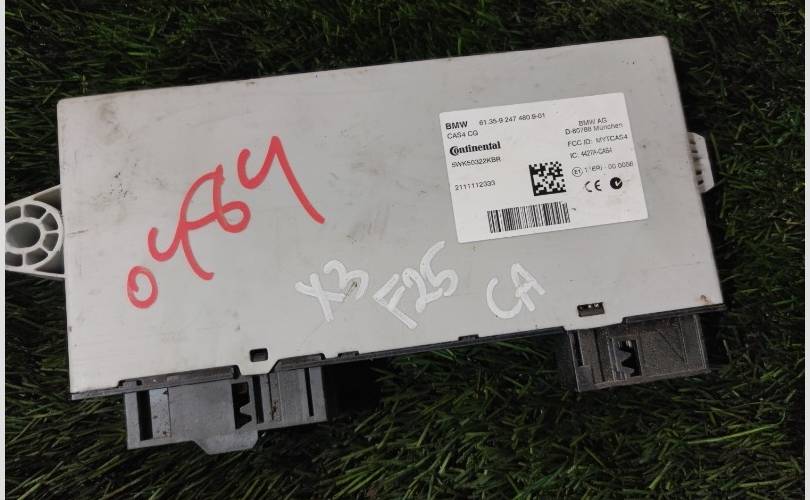 BMW 61.35-9 247 480.9-01
CAS4 CG
Continental
5WK50322KBR
2111112333
BMW AG
D-80788 München
FCC ID: MYTCAS4
IC: 4427A-CAS4
CE
X3 F25 CA